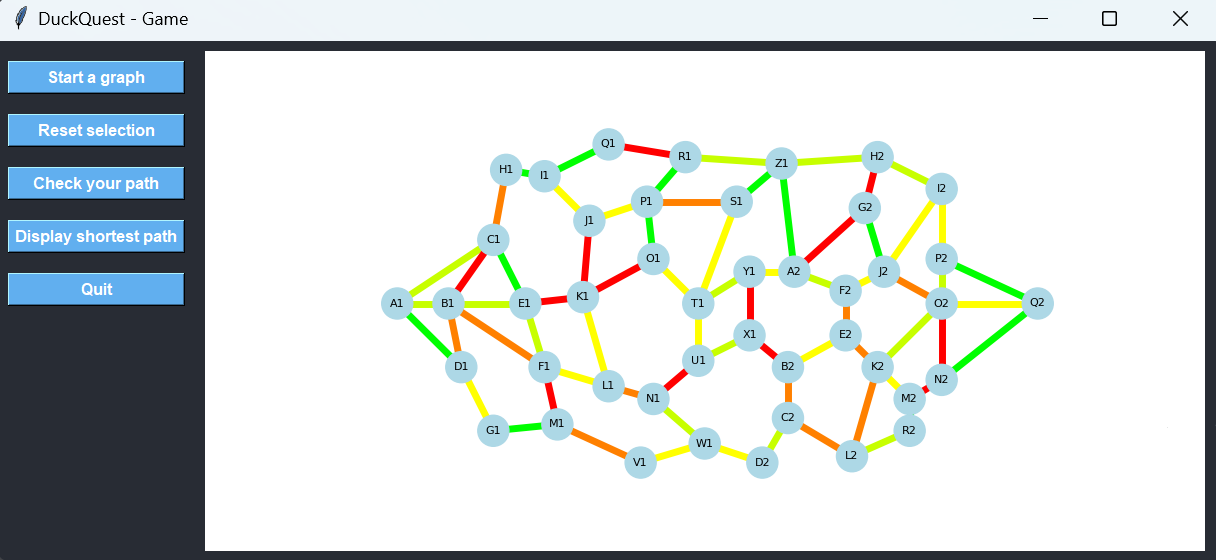 DuckQuest - Game
Start a graph
Reset selection
Check your path
Display shortest path
Quit
Q1
R1
H2
Z1
H1
I1
I2
P1
S1
G2
J1
C1
O1
P2
Y1
A2
J2
F2
K1
A1
B1
E1
T1
O2
Q2
X1
E2
U1
D1
F1
B2
K2
N2
L1
N1
M2
C2
M1
G1
R2
W1
L2
V1
D2